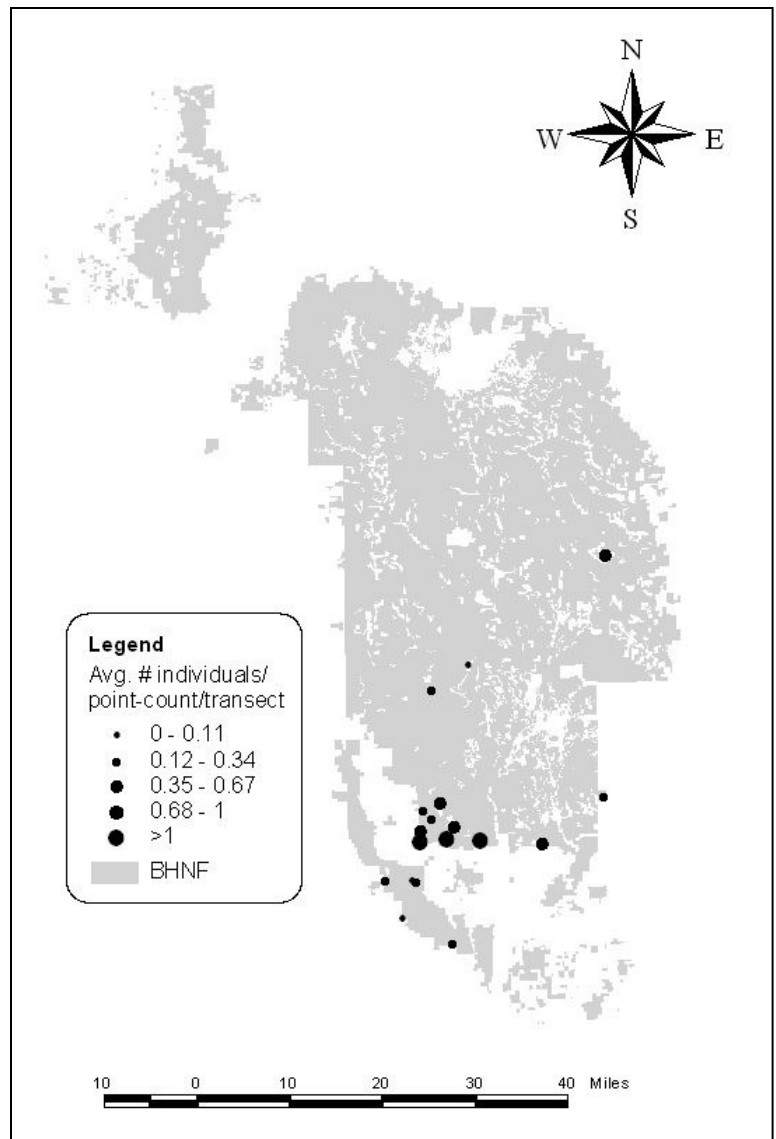 N
W E
S
Legend
Avg. # individuals/
point-count/transect
0 - 0.11
0.12 - 0.34
0.35 - 0.67
0.68 - 1
>1
BHNF
10 0 10 20 30 40 Miles